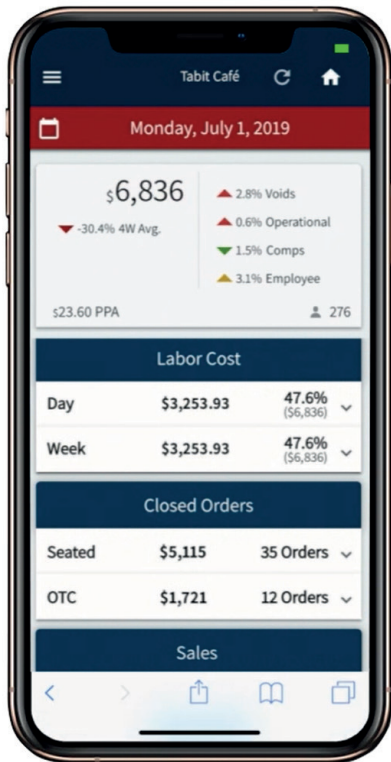 Tabit Café
Monday, July 1, 2019
$6,836
-30.4% 4W Avg.
2.8% Voids
0.6% Operational
1.5% Comps
3.1% Employee
$23.60 PPA
276
Labor Cost
Day $3,253.93 47.6%
($6,836)
Week $3,253.93 47.6%
($6,836)
Closed Orders
Seated $5,115 35 Orders
OTC $1,721 12 Orders
Sales